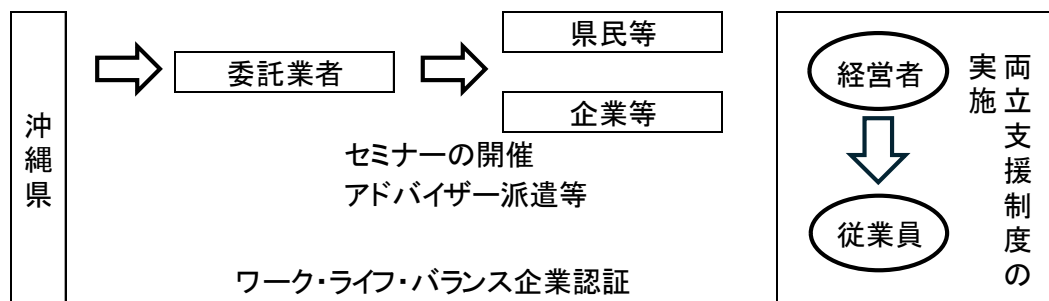 沖縄県
委託業者
県民等
企業等
セミナーの開催
アドバイザー派遣等
ワーク・ライフ・バランス企業認証
経営者
従業員
両立支援制度の
実施